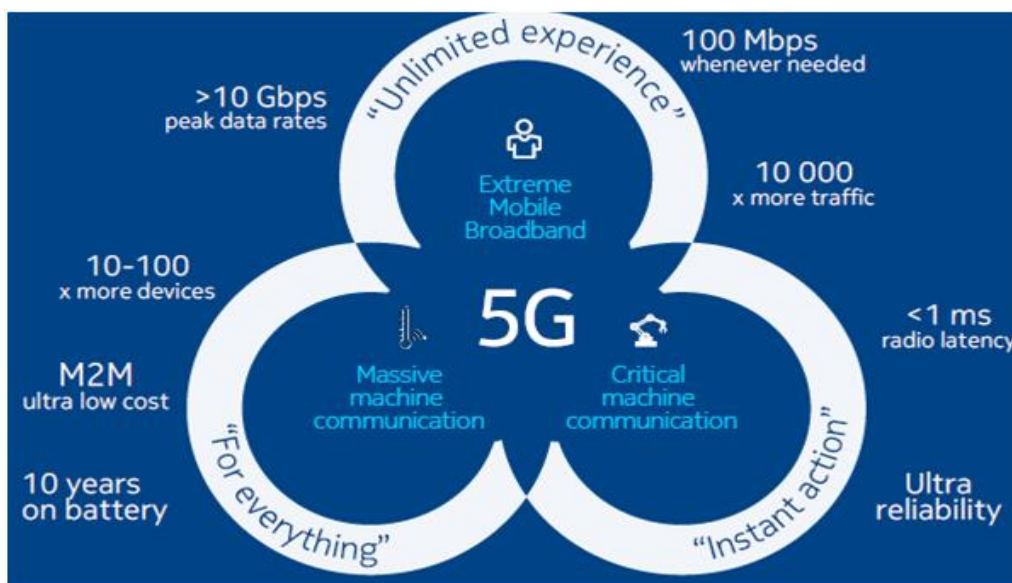 “Unlimited experience”
100 Mbps
whenever needed
>10 Gbps
peak data rates
10 000
x more traffic
Extreme
Mobile
Broadband
10-100
x more devices
5G
<1 ms
radio latency
M2M
ultra low cost
Massive
machine
communication
Critical
machine
communication
“For everything”
“Instant action”
10 years
on battery
Ultra
reliability